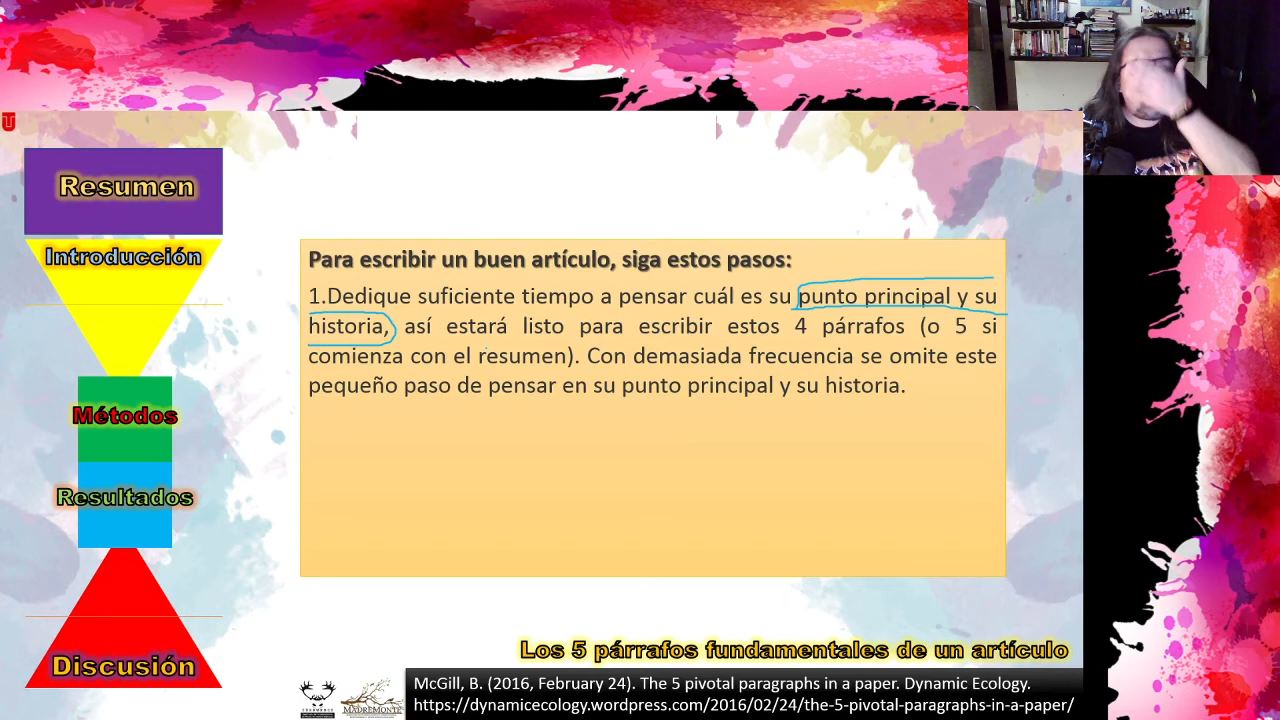 Resumen
Introducción
Métodos
Resultados
Discusión
Para escribir un buen artículo, siga estos pasos:
1.Dedique suficiente tiempo a pensar cuál es su punto principal y su
historia, así estará listo para escribir estos 4 párrafos (o 5 si
comienza con el resumen). Con demasiada frecuencia se omite este
pequeño paso de pensar en su punto principal y su historia.
Los 5 párrafos fundamentales de un artículo
MADREMONTE
McGill, B. (2016, February 24). The 5 pivotal paragraphs in a paper. Dynamic Ecology.
https://dynamicecology.wordpress.com/2016/02/24/the-5-pivotal-paragraphs-in-a-paper/